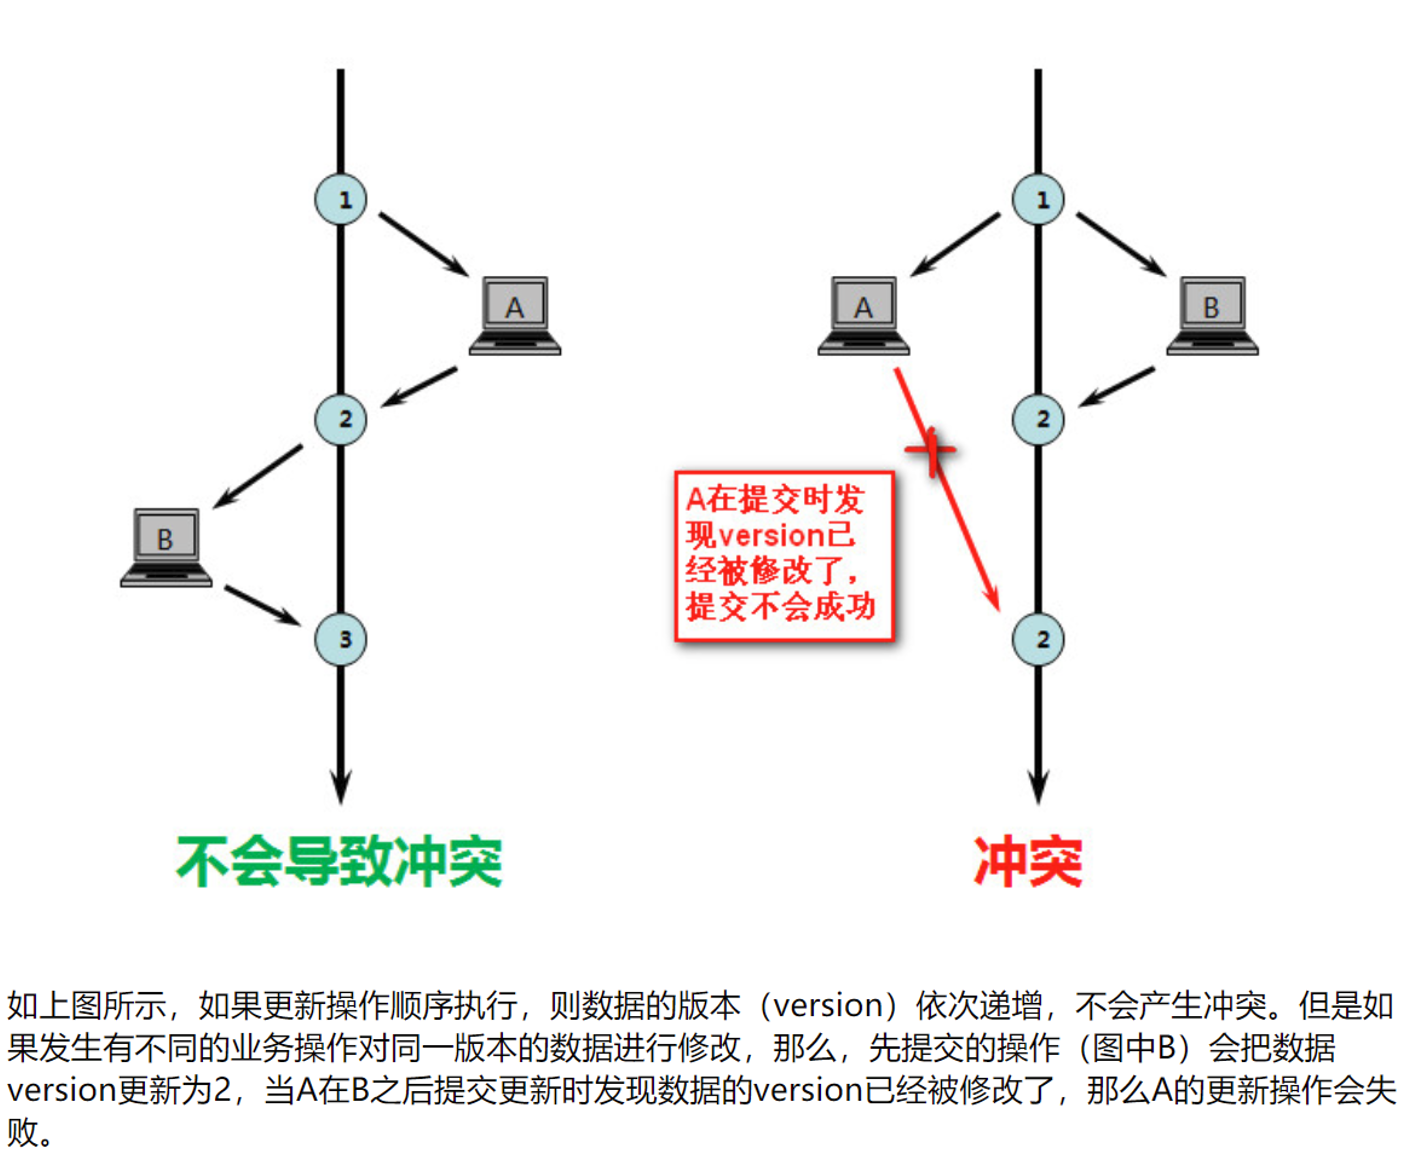 1
A
2
B
3
不会导致冲突
1
A
B
2
A在提交时发
现version已
经被修改了，
提交不会成功
2
冲突
如上图所示，如果更新操作顺序执行，则数据的版本（version）依次递增，不会产生冲突。但是如
果发生有不同的业务操作对同一版本的数据进行修改，那么，先提交的操作（图中B）会把数据
version更新为2，当A在B之后提交更新时发现数据的version已经被修改了，那么A的更新操作会失
败。